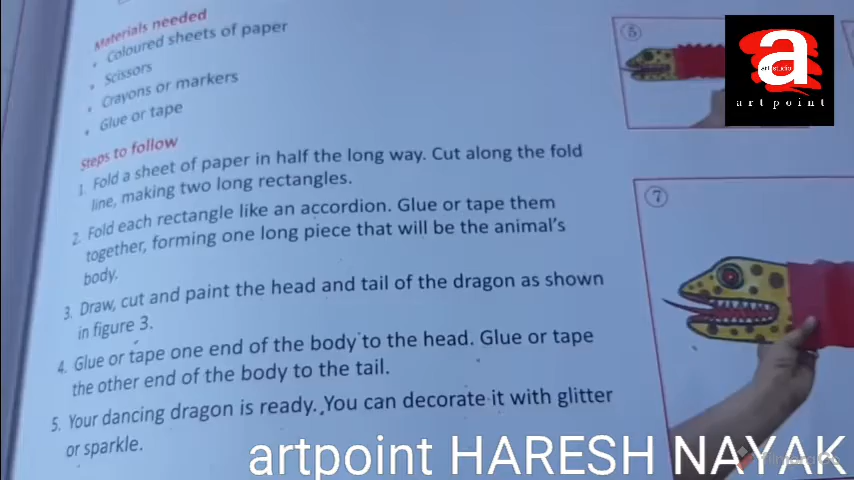 Materials needed
• Coloured sheets of paper
• Scissors
• Crayons or markers
• Glue or tape
Steps to follow
1. Fold a sheet of paper in half the long way. Cut along the fold
line, making two long rectangles.
2. Fold each rectangle like an accordion. Glue or tape them
together, forming one long piece that will be the animal's
body.
3. Draw, cut and paint the head and tail of the dragon as shown
in figure 3.
4. Glue or tape one end of the body to the head. Glue or tape
the other end of the body to the tail.
5. Your dancing dragon is ready. You can decorate it with glitter
or sparkle.
5
7
a
art studio
artpoint
artpoint HARESH NAYAK
filmora Go